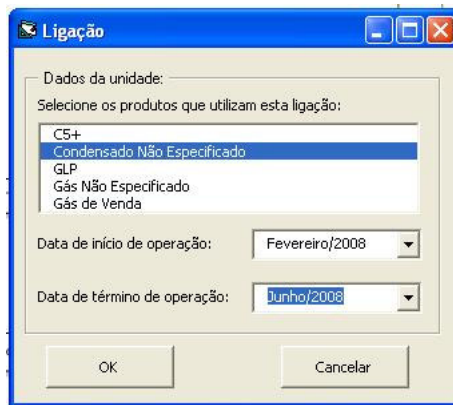 Ligação
Dados da unidade:
Selecione os produtos que utilizam esta ligação:
C5+
Condensado Não Especificado
GLP
Gás Não Especificado
Gás de Venda
Data de início de operação: Fevereiro/2008
Data de término de operação: Junho/2008
OK Cancelar